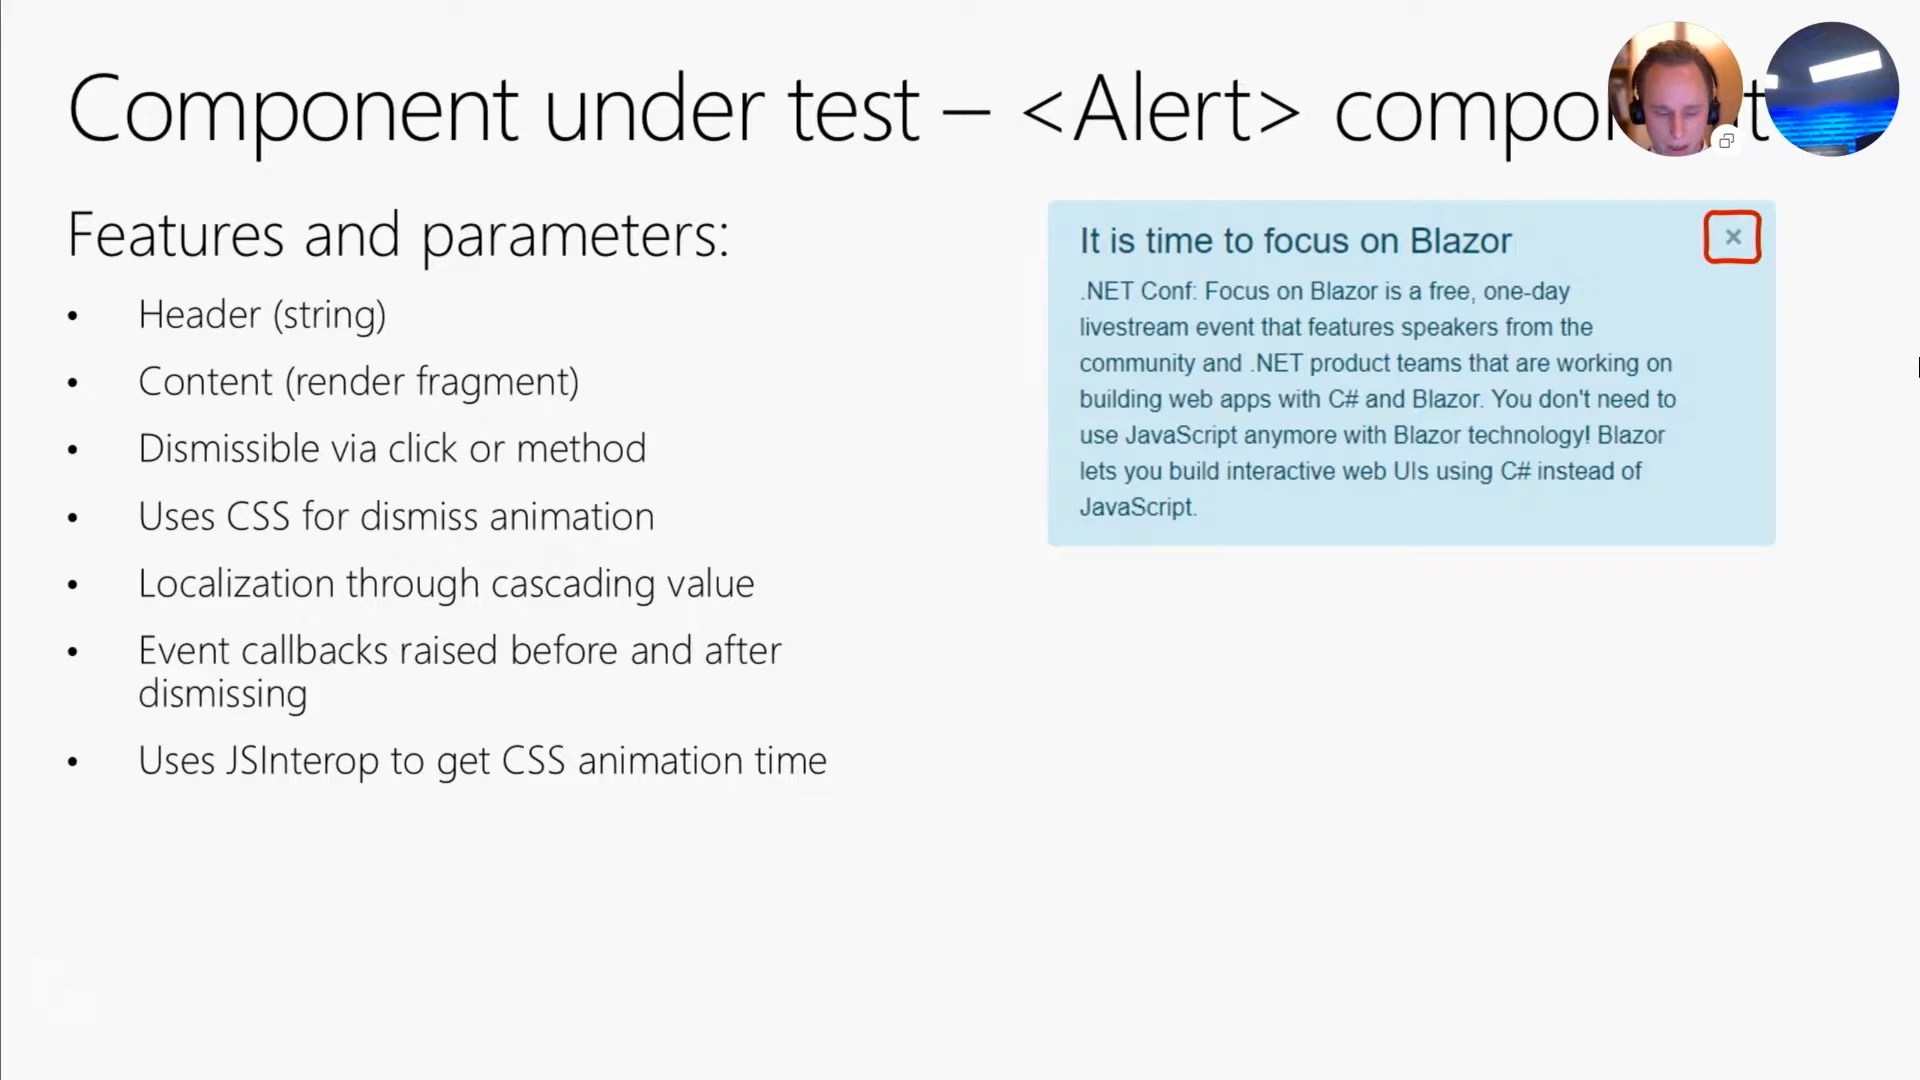 Component under test – <Alert> compo t
Features and parameters:
• Header (string)
• Content (render fragment)
• Dismissible via click or method
• Uses CSS for dismiss animation
• Localization through cascading value
• Event callbacks raised before and after
dismissing
• Uses JSInterop to get CSS animation time
It is time to focus on Blazor
×
.NET Conf: Focus on Blazor is a free, one-day
livestream event that features speakers from the
community and .NET product teams that are working on
building web apps with C# and Blazor. You don't need to
use JavaScript anymore with Blazor technology! Blazor
lets you build interactive web UIs using C# instead of
JavaScript.